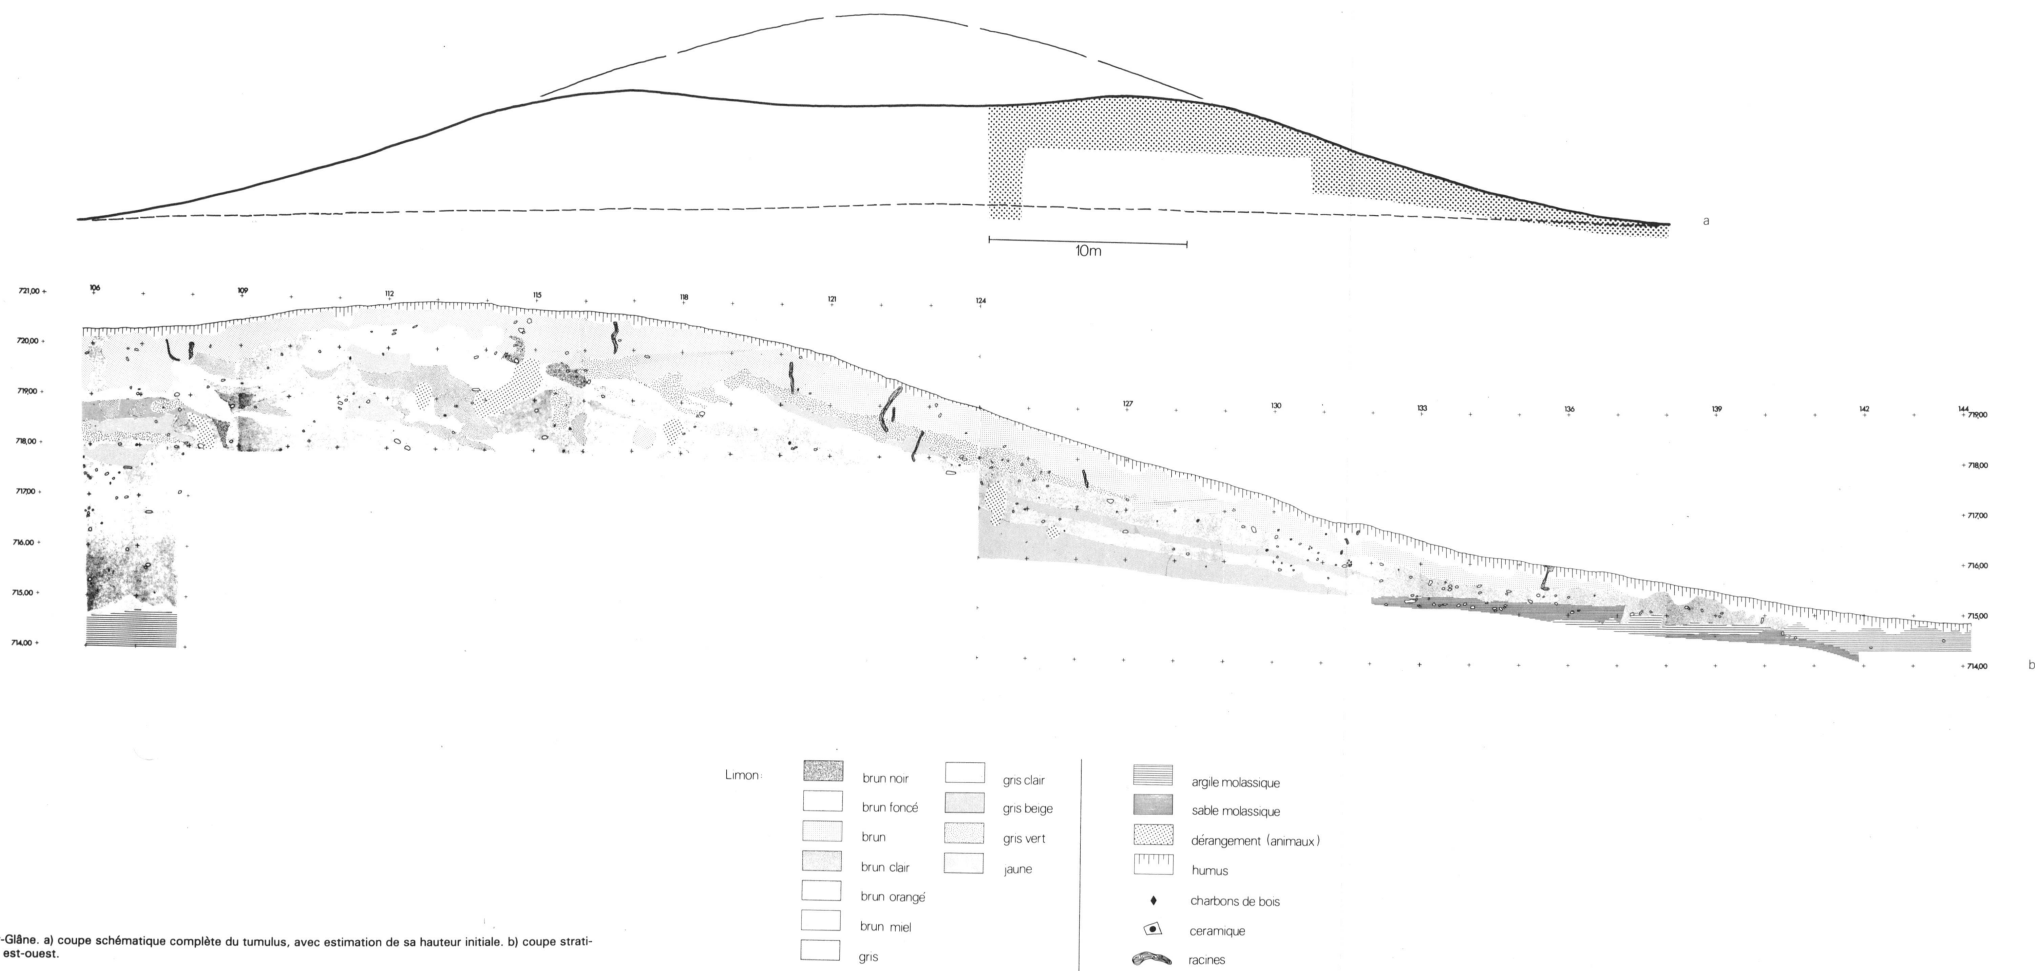 a
10m
106 109 112 115 118 121 124
721,00 +
720,00 +
719,00 +
718,00 +
717,00 +
716,00 +
715,00 +
714,00 +
127 130 133 136 139 142 144
+ 719,00
+ 718,00
+ 717,00
+ 716,00
+ 715,00
+ 714,00
b
Limon:
brun noir
brun foncé
brun
brun clair
brun orangé
brun miel
gris
gris clair
gris beige
gris vert
jaune
argile molassique
sable molassique
dérangement (animaux)
humus
charbons de bois
ceramique
racines
-Glâne. a) coupe schématique complète du tumulus, avec estimation de sa hauteur initiale. b) coupe strati-
est-ouest.